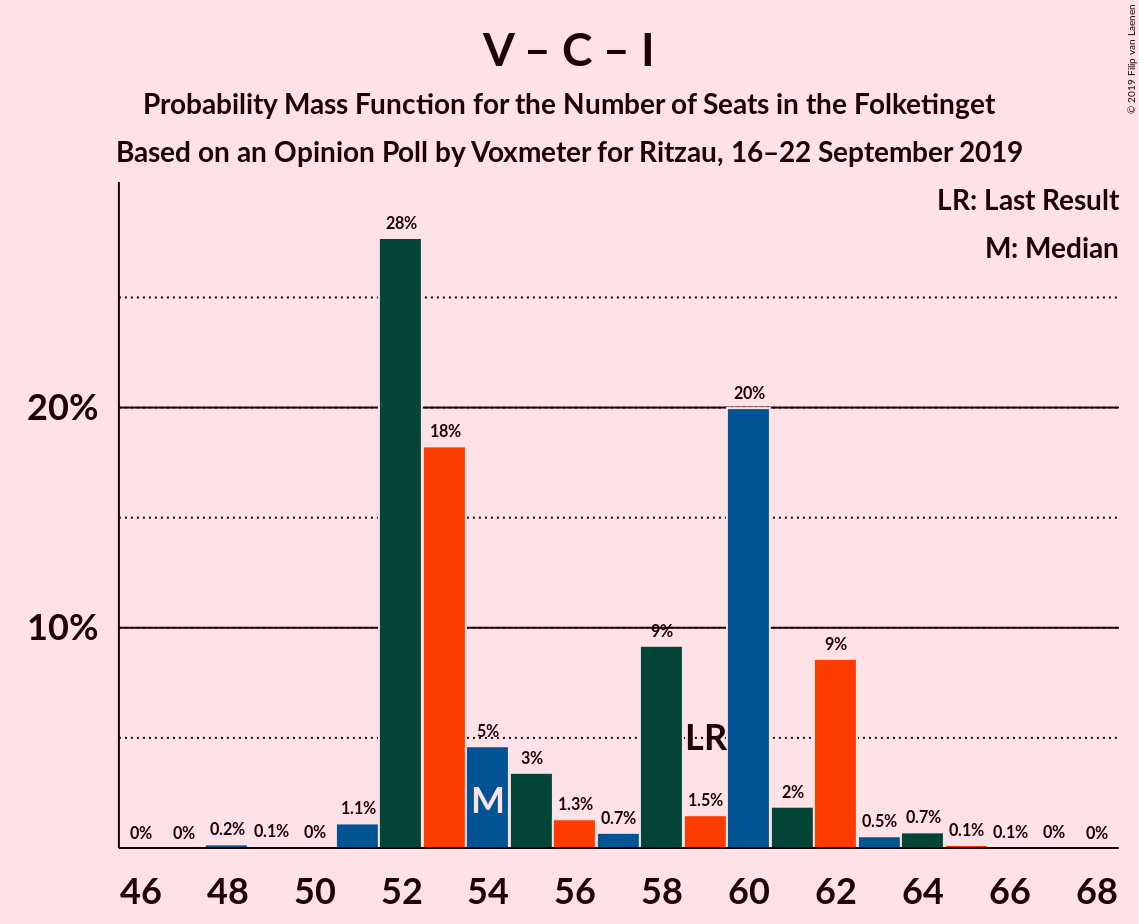 V – C – I
Probability Mass Function for the Number of Seats in the Folketinget
Based on an Opinion Poll by Voxmeter for Ritzau, 16–22 September 2019
© 2019 Filip van Laenen
LR: Last Result
M: Median
28%
20%
20%
18%
10%
9%
9%
LR
5%
3%
M
2%
1.1%
1.3%
0.7%
1.5%
0.5%
0.7%
0%
0%
0.2%
0.1%
0%
0.1%
0.1%
0%
0%
46 48 50 52 54 56 58 60 62 64 66 68